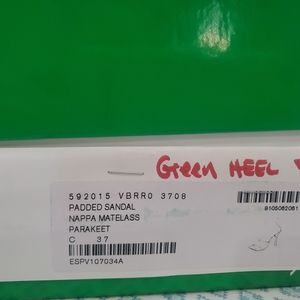 Green HEEL
592015 VBRR0 3708
PADDED SANDAL
NAPPA MATELASS
PARAKEET
C 37
ESPV107034A